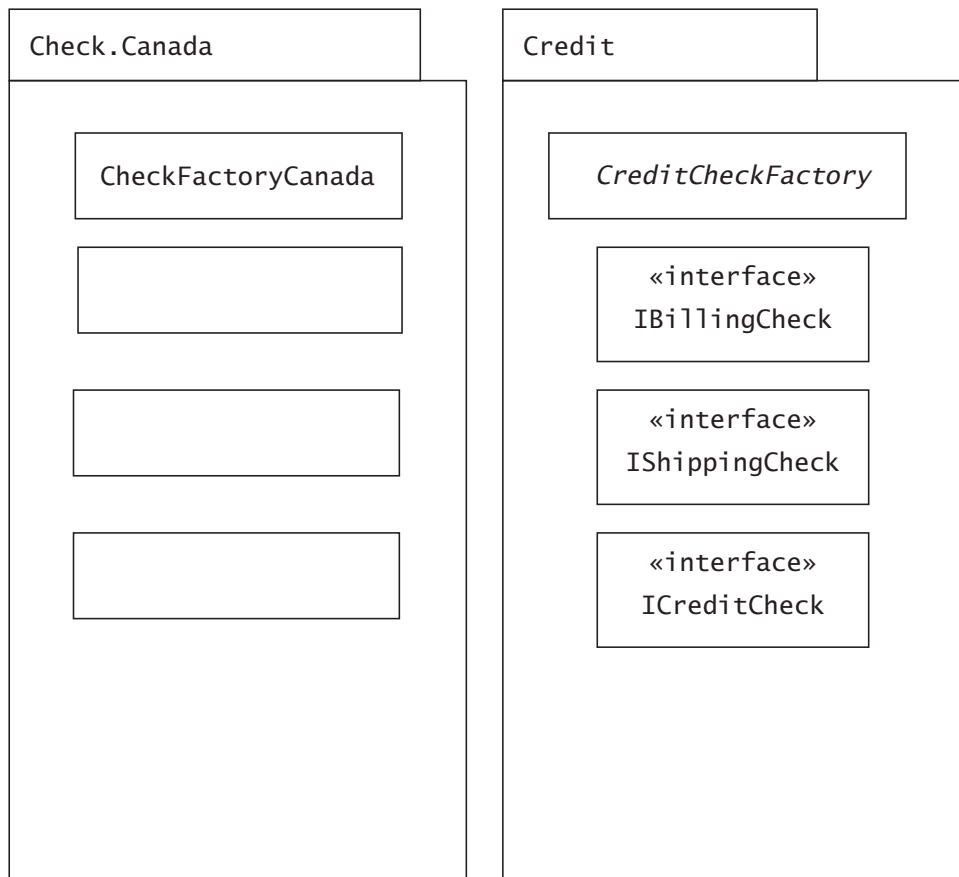 Check.Canada
CheckFactoryCanada
Credit
CreditCheckFactory
«interface»
IBillingCheck
«interface»
IShippingCheck
«interface»
ICreditCheck